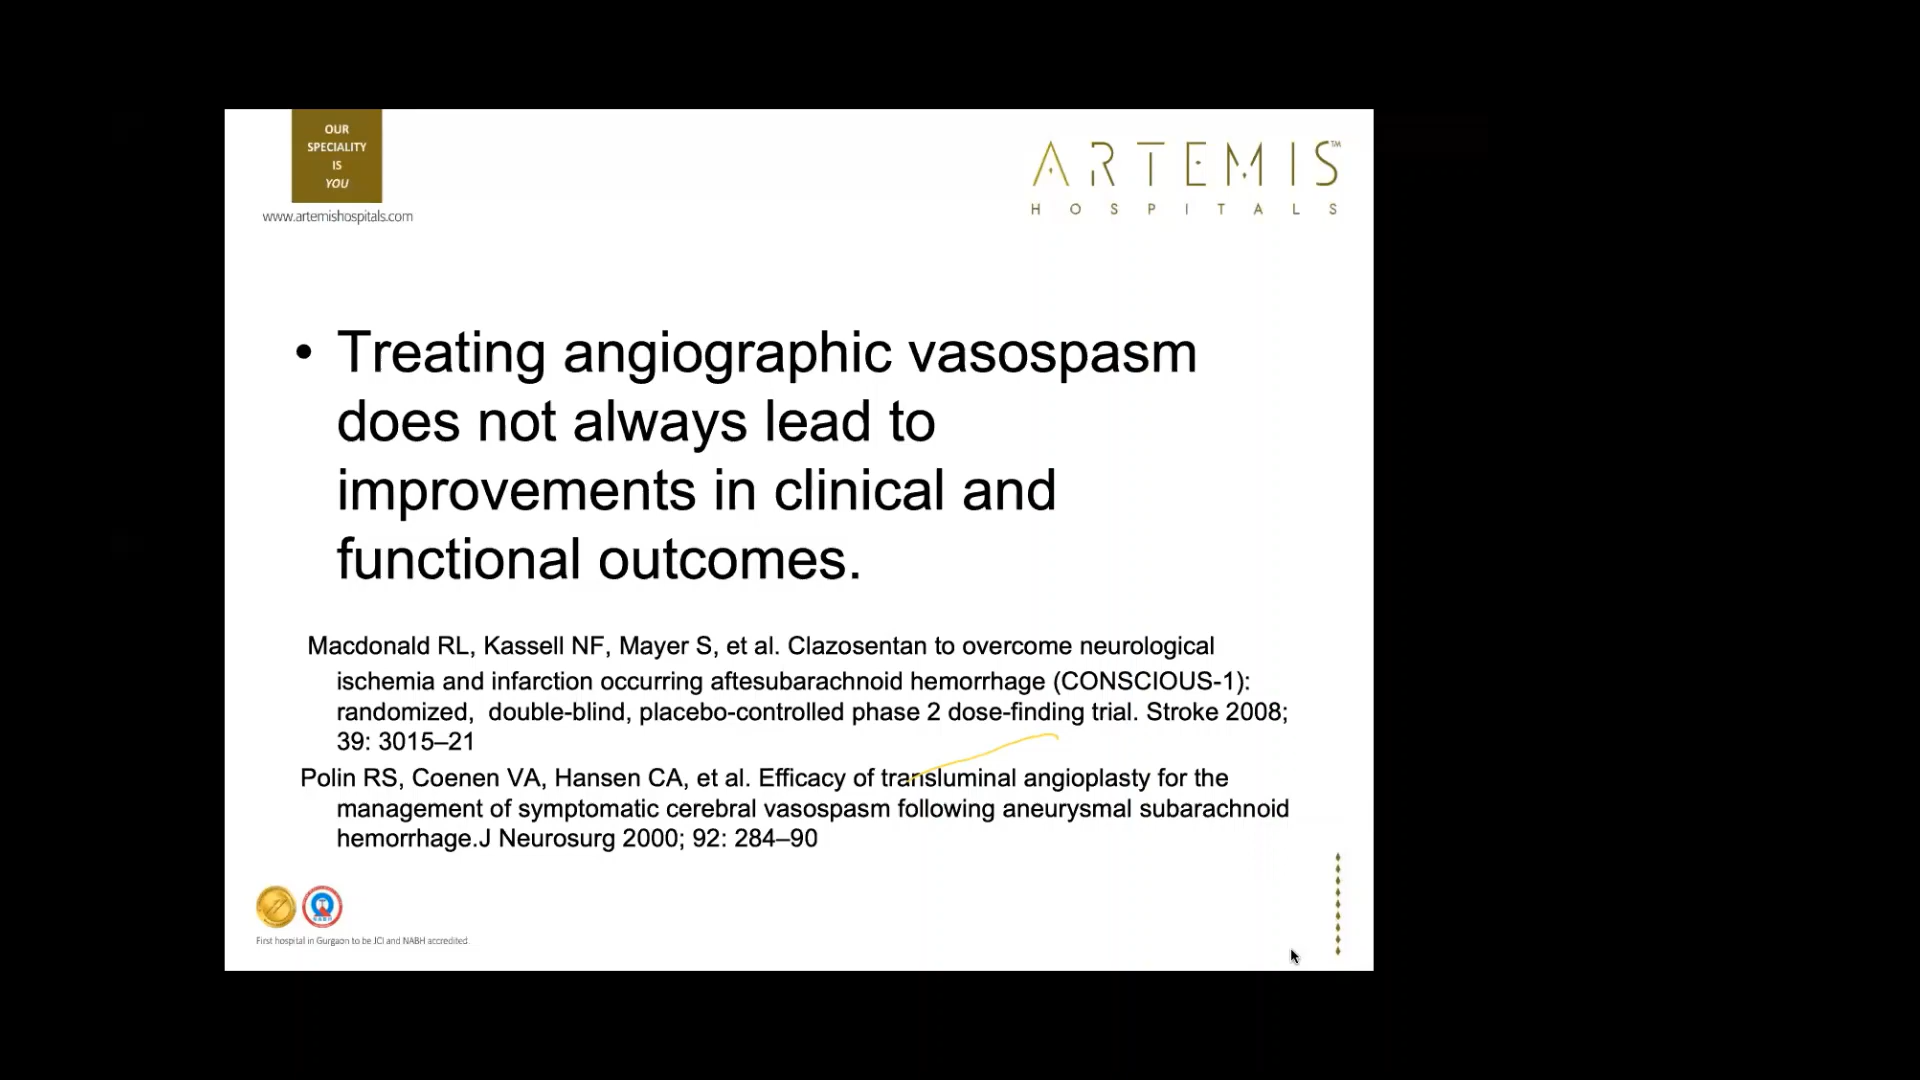 OUR
SPECIALITY
IS
YOU
www.artemishospitals.com
ARTEMIS™
HOSPITALS
• Treating angiographic vasospasm
does not always lead to
improvements in clinical and
functional outcomes.
Macdonald RL, Kassell NF, Mayer S, et al. Clazosentan to overcome neurological
ischemia and infarction occurring aftesubarachnoid hemorrhage (CONSCIOUS-1):
randomized, double-blind, placebo-controlled phase 2 dose-finding trial. Stroke 2008;
39: 3015–21
Polin RS, Coenen VA, Hansen CA, et al. Efficacy of transluminal angioplasty for the
management of symptomatic cerebral vasospasm following aneurysmal subarachnoid
hemorrhage.J Neurosurg 2000; 92: 284–90
First hospital in Gurgaon to be JCI and NABH accredited.